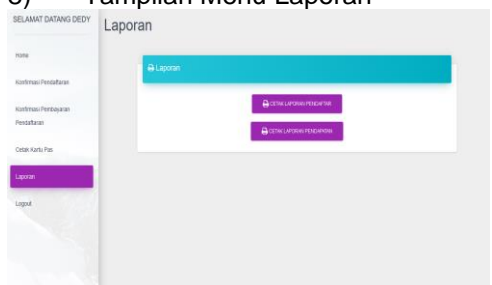 Tampilan Menu Laporan
SELAMAT DATANG DEDY
Laporan
Home
Konfirmasi Pendaftaran
Konfirmasi Pembayaran
Pendaftaran
Cetak Kartu Pas
Laporan
Logout
Laporan
CETAK LAPORAN PENDAFTAR
CETAK LAPORAN